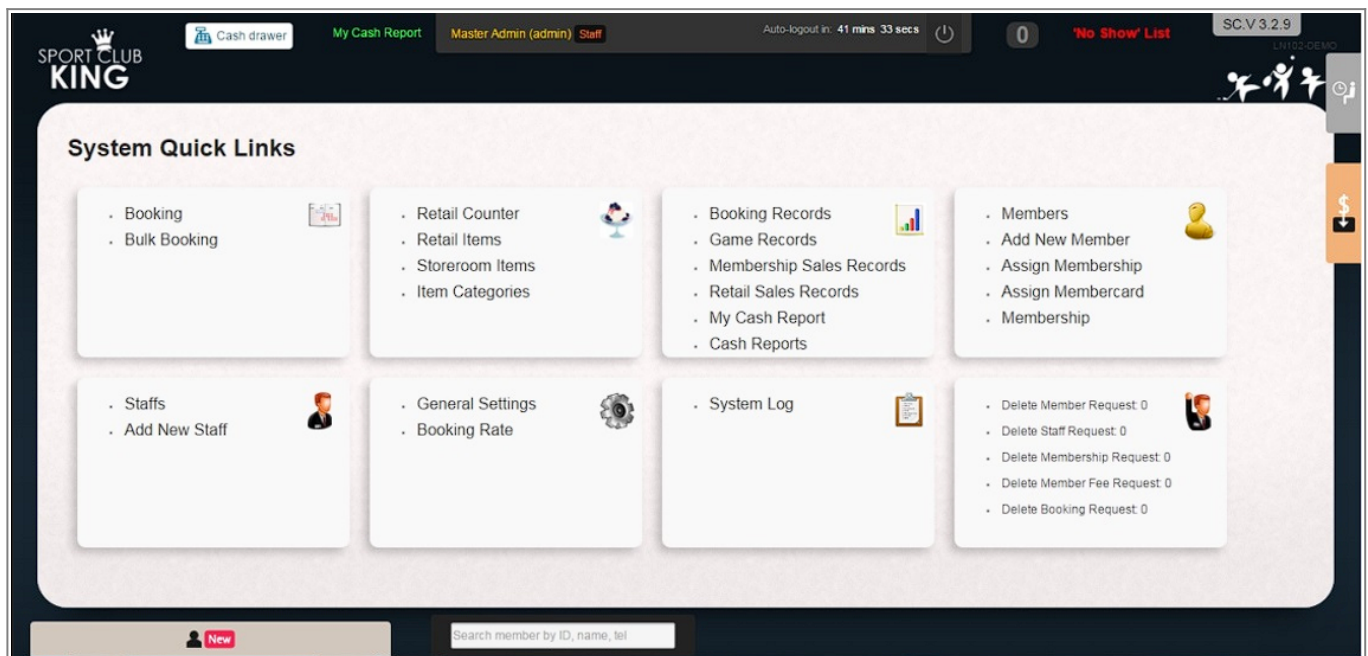 SPORT CLUB
KING
Cash drawer
My Cash Report
Master Admin (admin) Staff
Auto-logout in: 41 mins 33 secs
0
'No Show' List
SC.V 3.2.9
LN102-DEMO
System Quick Links
Booking
Bulk Booking
Retail Counter
Retail Items
Storeroom Items
Item Categories
Booking Records
Game Records
Membership Sales Records
Retail Sales Records
My Cash Report
Cash Reports
Members
Add New Member
Assign Membership
Assign Membercard
Membership
Staffs
Add New Staff
General Settings
Booking Rate
System Log
Delete Member Request: 0
Delete Staff Request: 0
Delete Membership Request: 0
Delete Member Fee Request: 0
Delete Booking Request: 0
New
Search member by ID, name, tel
$